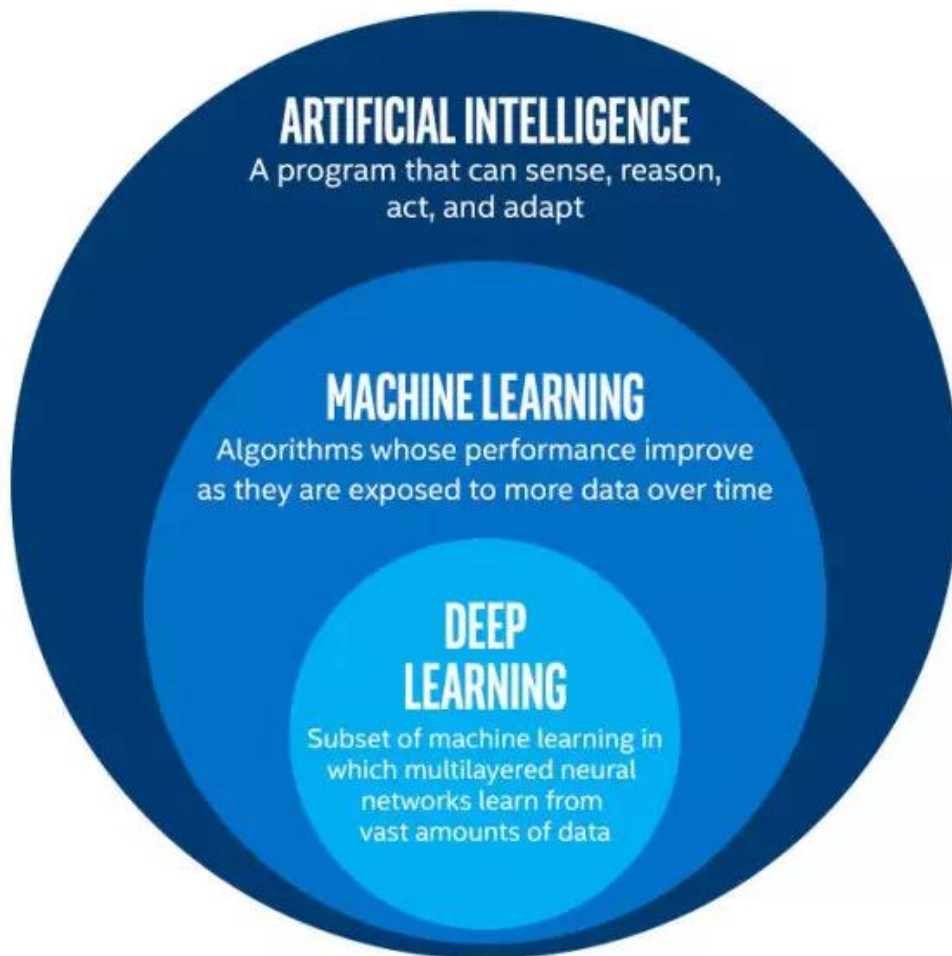 ARTIFICIAL INTELLIGENCE
A program that can sense, reason,
act, and adapt
MACHINE LEARNING
Algorithms whose performance improve
as they are exposed to more data over time
DEEP
LEARNING
Subset of machine learning in
which multilayered neural
networks learn from
vast amounts of data